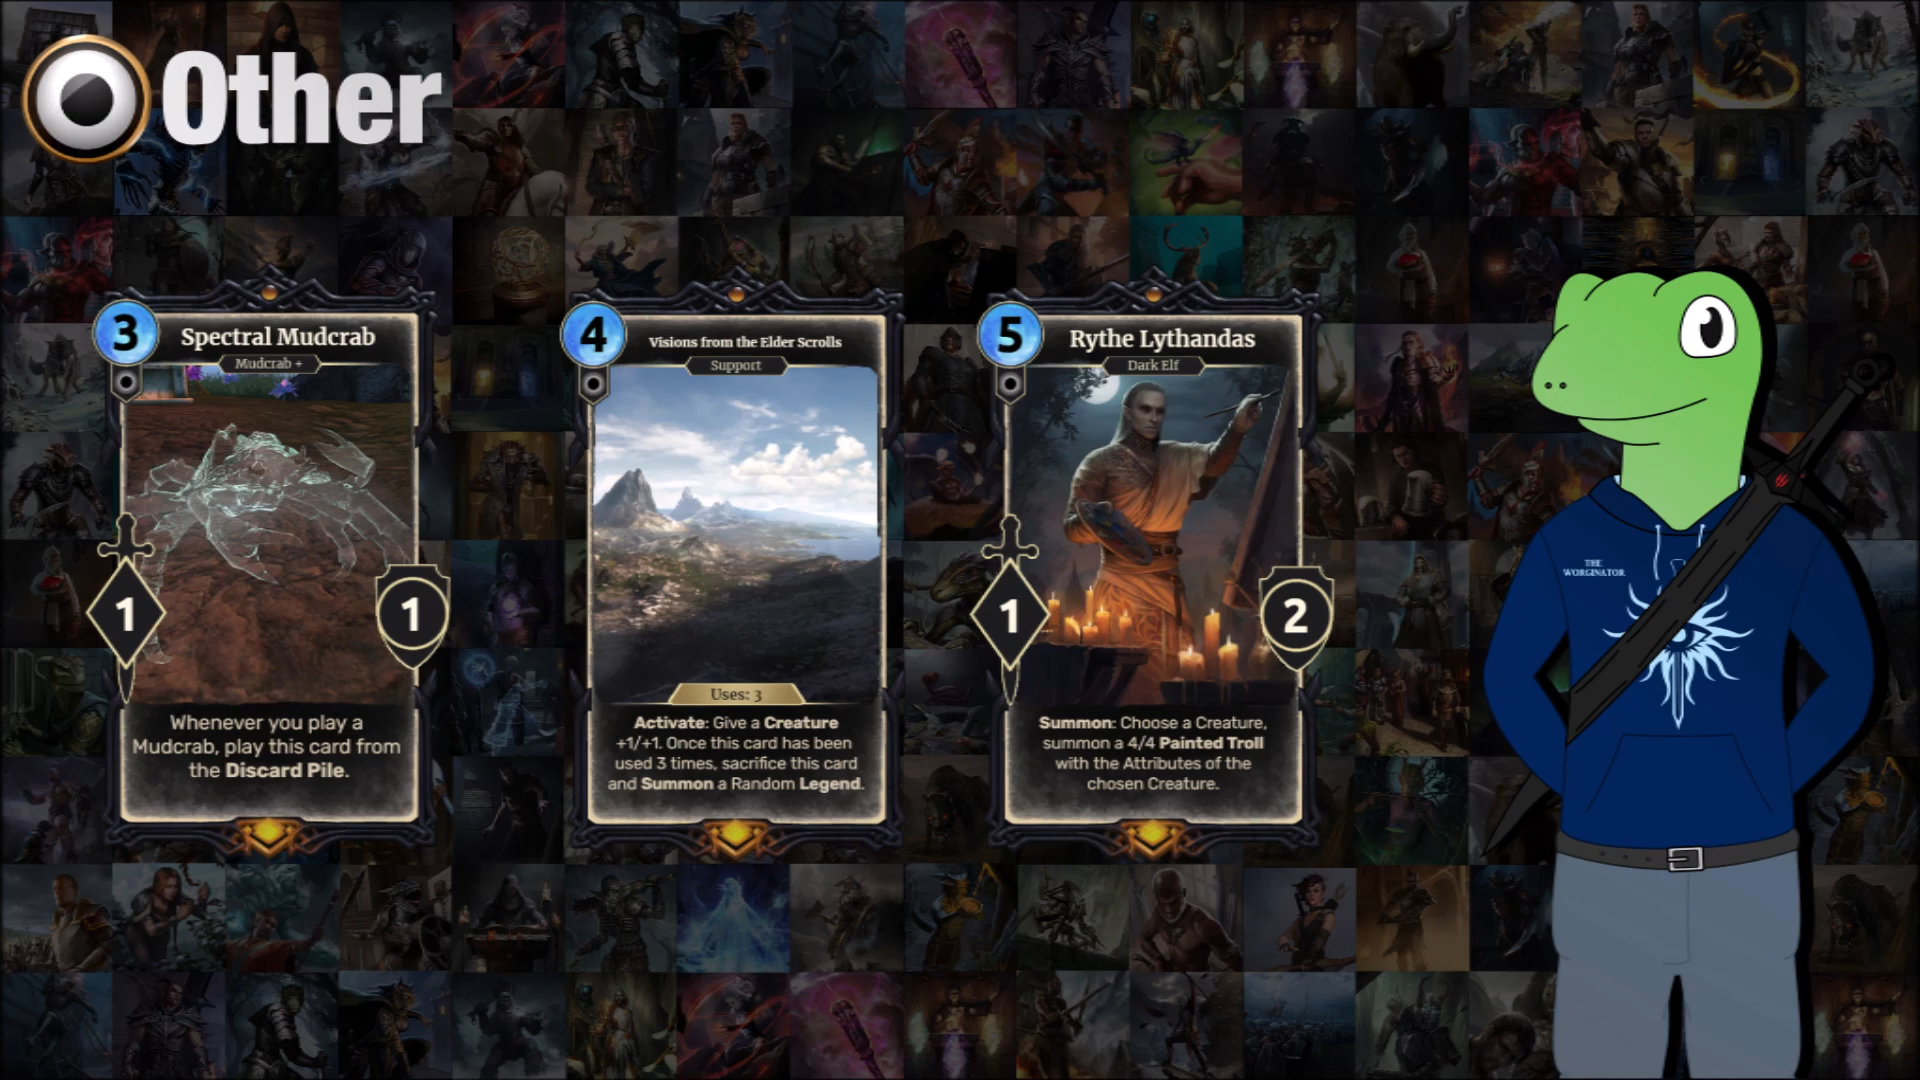 Other
3
Spectral Mudcrab
Mudcrab +
1
1
Whenever you play a
Mudcrab, play this card from
the Discard Pile.
4
Visions from the Elder Scrolls
Support
Uses: 3
Activate: Give a Creature
+1/+1. Once this card has been
used 3 times, sacrifice this card
and Summon a Random Legend.
5
Rythe Lythandas
Dark Elf
1
2
Summon: Choose a Creature,
summon a 4/4 Painted Troll
with the Attributes of the
chosen Creature.
THE
WORGINATOR